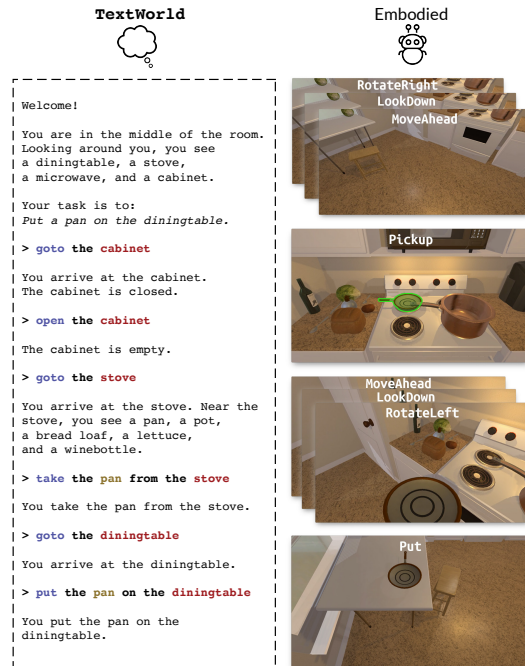 TextWorld
Welcome!
You are in the middle of the room.
Looking around you, you see
a diningtable, a stove,
a microwave, and a cabinet.
Your task is to:
Put a pan on the diningtable.
> goto the cabinet
You arrive at the cabinet.
The cabinet is closed.
> open the cabinet
The cabinet is empty.
> goto the stove
You arrive at the stove. Near the
stove, you see a pan, a pot,
a bread loaf, a lettuce,
and a winebottle.
> take the pan from the stove
You take the pan from the stove.
> goto the diningtable
You arrive at the diningtable.
> put the pan on the diningtable
You put the pan on the
diningtable.
Embodied
RotateRight
LookDown
MoveAhead
Pickup
MoveAhead
LookDown
RotateLeft
Put